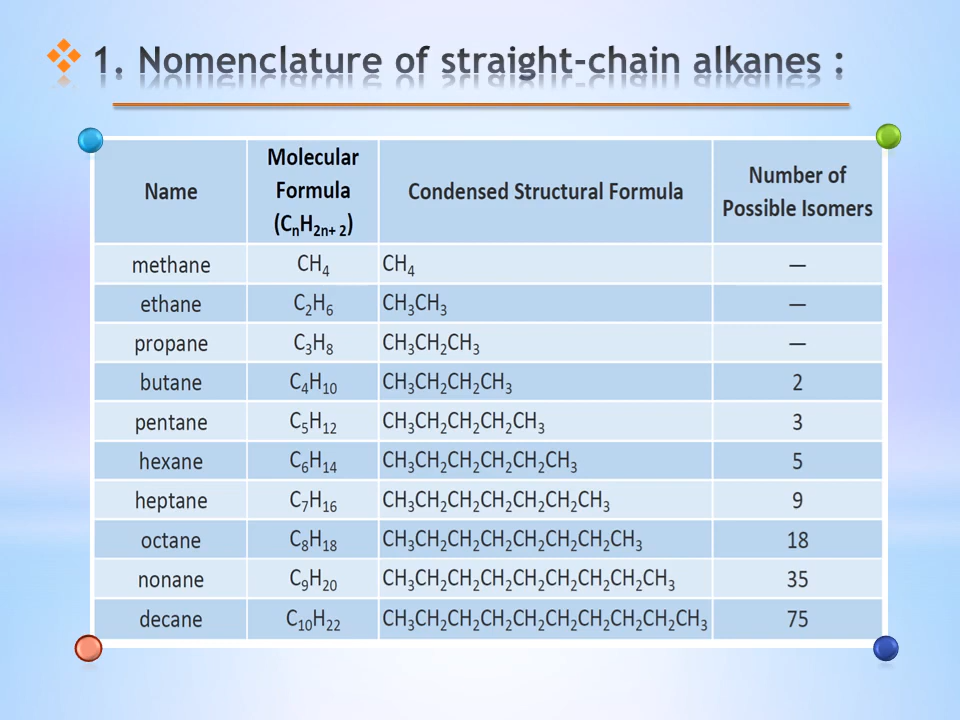 ❖ 1. Nomenclature of straight-chain alkanes :
Name
Molecular
Formula
(CₙH₂ₙ₊ ₂)
Condensed Structural Formula
Number of
Possible Isomers
methane CH₄ CH₄ —
ethane C₂H₆ CH₃CH₃ —
propane C₃H₈ CH₃CH₂CH₃ —
butane C₄H₁₀ CH₃CH₂CH₂CH₃ 2
pentane C₅H₁₂ CH₃CH₂CH₂CH₂CH₃ 3
hexane C₆H₁₄ CH₃CH₂CH₂CH₂CH₂CH₃ 5
heptane C₇H₁₆ CH₃CH₂CH₂CH₂CH₂CH₂CH₃ 9
octane C₈H₁₈ CH₃CH₂CH₂CH₂CH₂CH₂CH₂CH₃ 18
nonane C₉H₂₀ CH₃CH₂CH₂CH₂CH₂CH₂CH₂CH₂CH₃ 35
decane C₁₀H₂₂ CH₃CH₂CH₂CH₂CH₂CH₂CH₂CH₂CH₂CH₃ 75